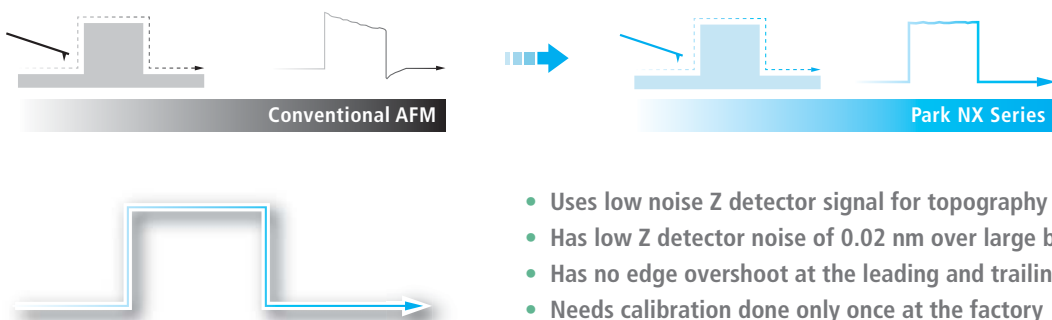 Conventional AFM
Park NX Series
• Uses low noise Z detector signal for topography
• Has low Z detector noise of 0.02 nm over large
• Has no edge overshoot at the leading and
• Needs calibration done only once at the factory